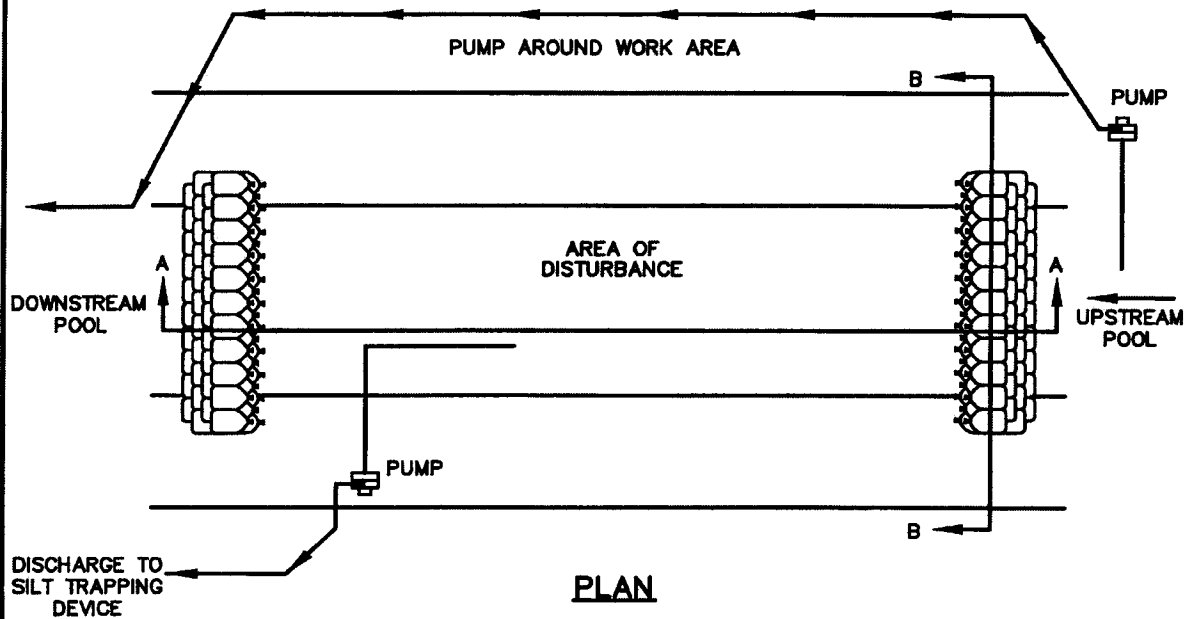 PUMP AROUND WORK AREA
B
PUMP
AREA OF
DISTURBANCE
A
A
DOWNSTREAM
POOL
UPSTREAM
POOL
PUMP
B
DISCHARGE TO
SILT TRAPPING
DEVICE
PLAN